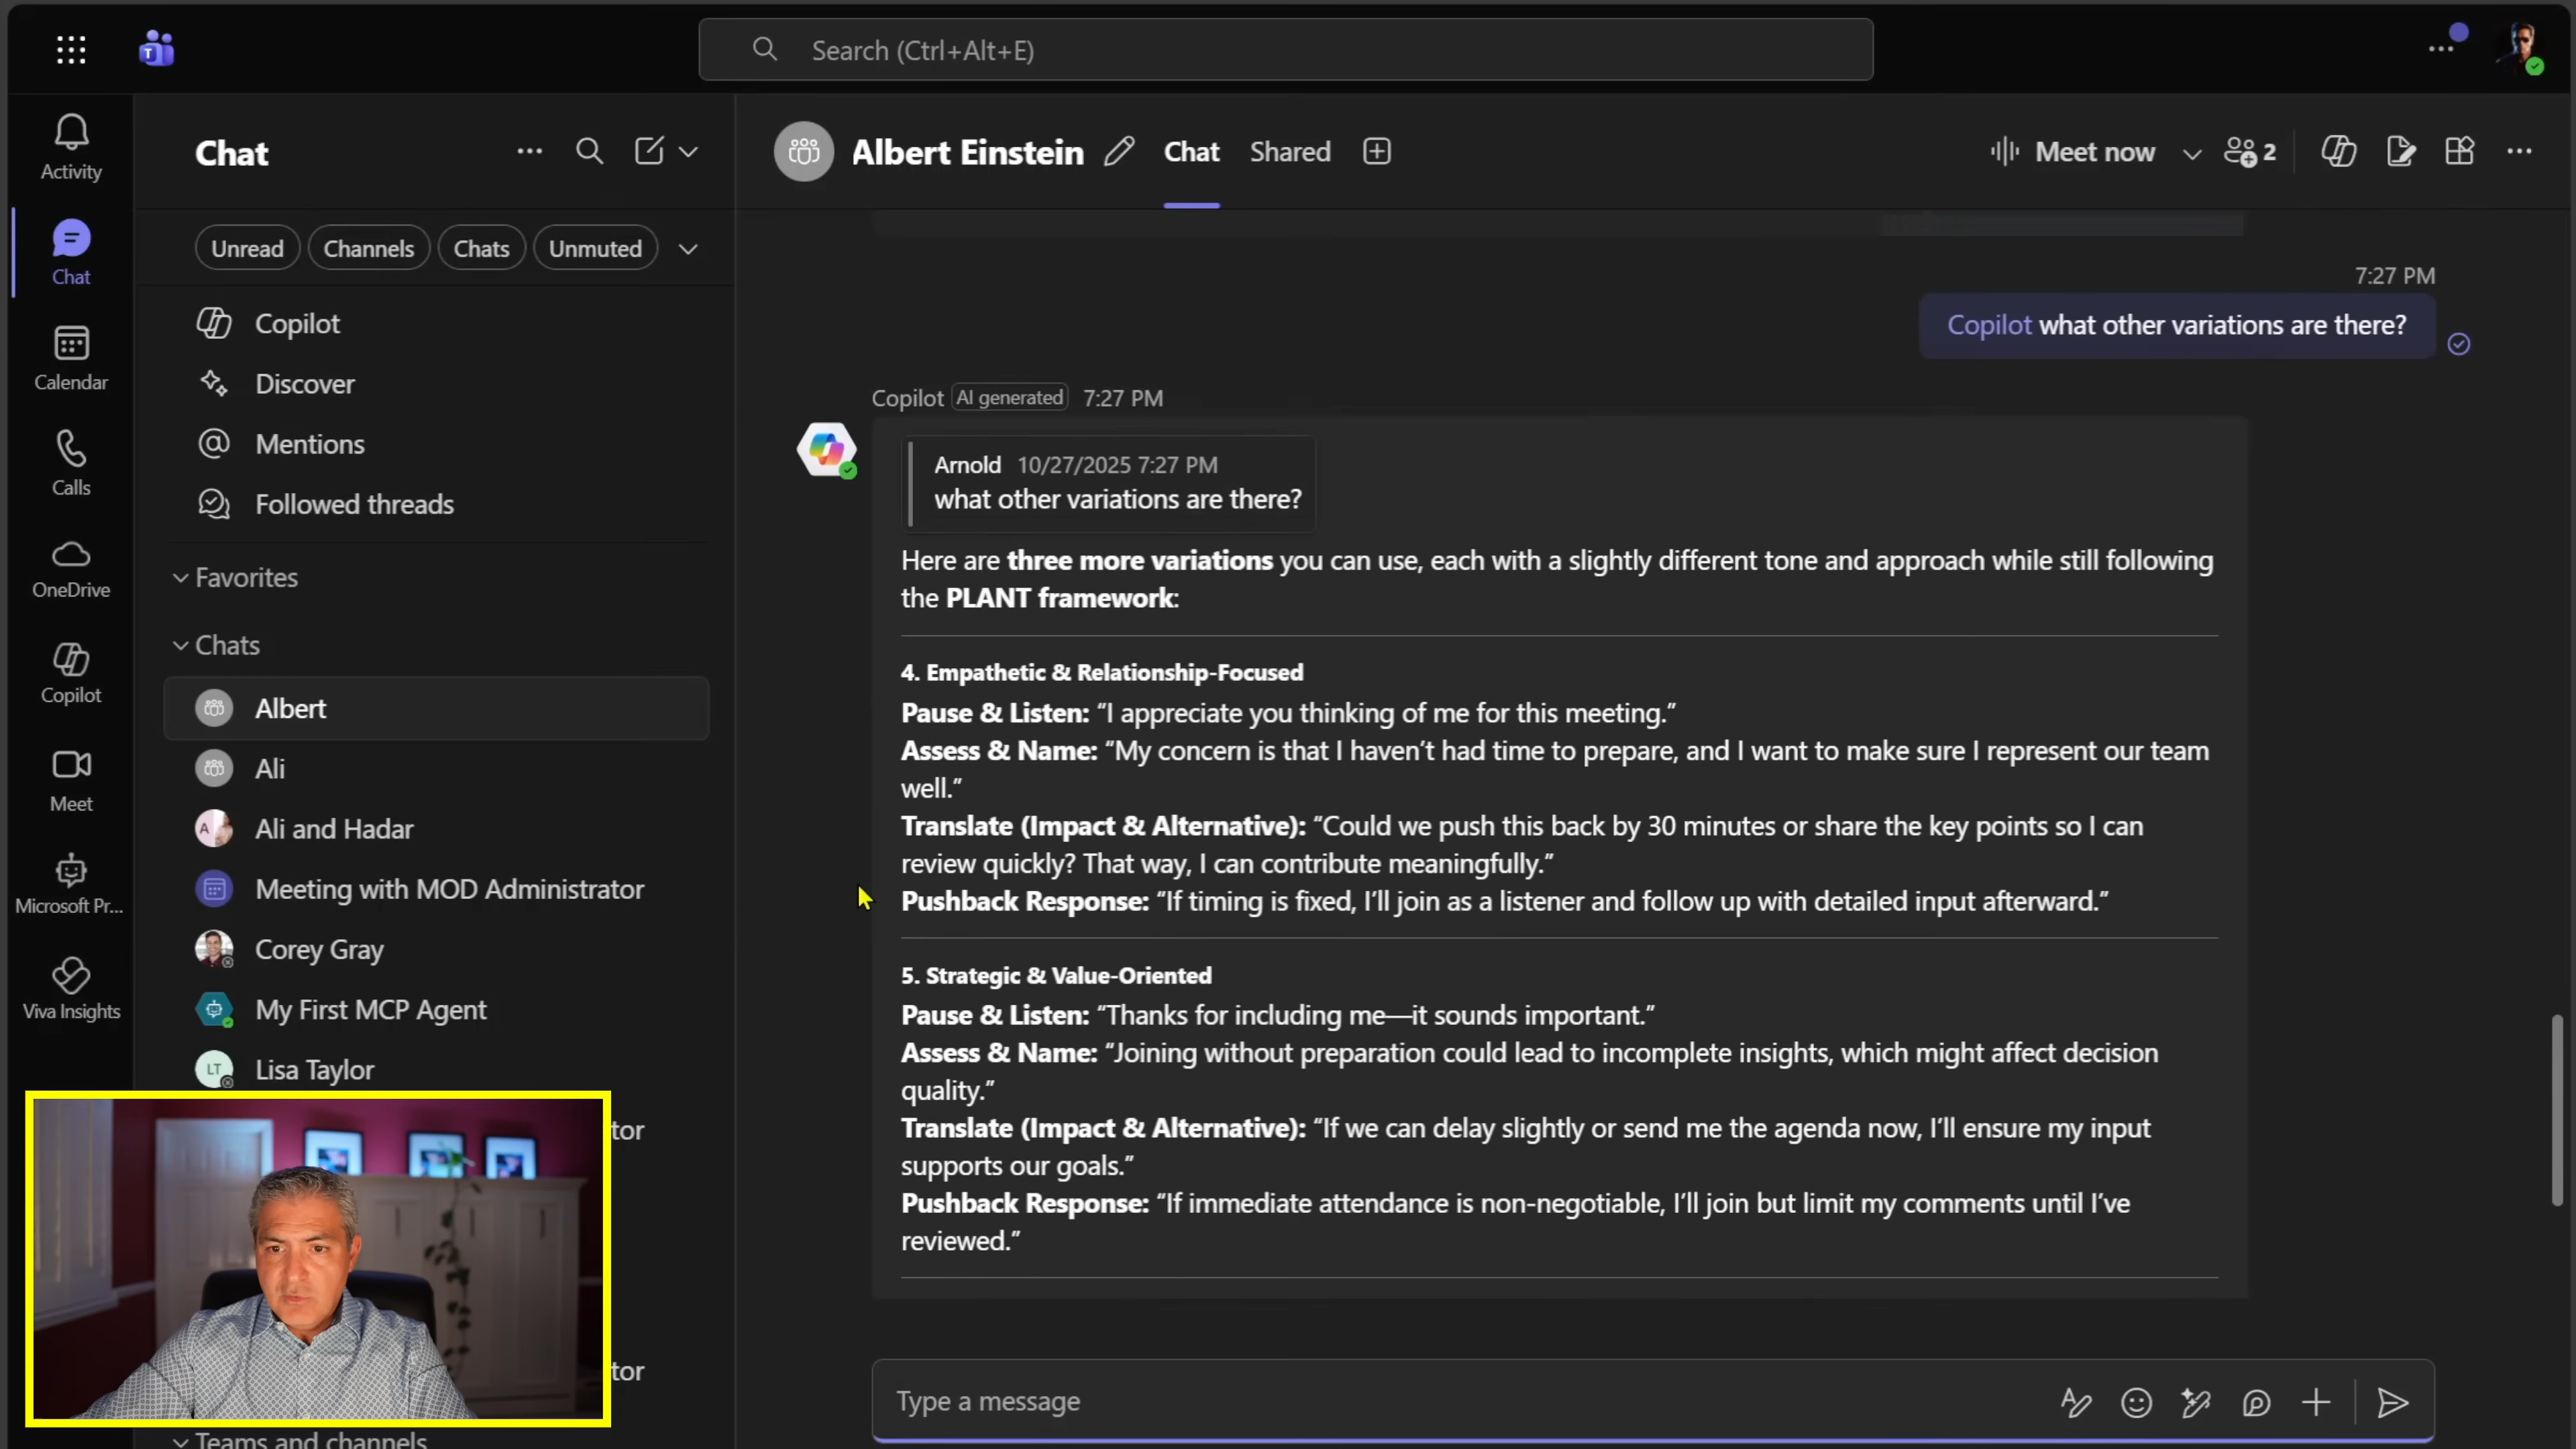 Search (Ctrl+Alt+E)
Activity
Chat
Calendar
Calls
OneDrive
Copilot
Meet
Microsoft Pr...
Viva Insights
Chat
Unread
Channels
Chats
Unmuted
Copilot
Discover
Mentions
Followed threads
Favorites
Chats
Albert
Ali
A
Ali and Hadar
Meeting with MOD Administrator
Corey Gray
My First MCP Agent
LT
Lisa Taylor
tor
tor
Teams and channels
Albert Einstein
Chat
Shared
Meet now
2
7:27 PM
Copilot what other variations are there?
Copilot AI generated 7:27 PM
Arnold 10/27/2025 7:27 PM
what other variations are there?
Here are three more variations you can use, each with a slightly different tone and approach while still following
the PLANT framework:
4. Empathetic & Relationship-Focused
Pause & Listen: “I appreciate you thinking of me for this meeting.”
Assess & Name: “My concern is that I haven’t had time to prepare, and I want to make sure I represent our team
well.”
Translate (Impact & Alternative): “Could we push this back by 30 minutes or share the key points so I can
review quickly? That way, I can contribute meaningfully.”
Pushback Response: “If timing is fixed, I’ll join as a listener and follow up with detailed input afterward.”
5. Strategic & Value-Oriented
Pause & Listen: “Thanks for including me—it sounds important.”
Assess & Name: “Joining without preparation could lead to incomplete insights, which might affect decision
quality.”
Translate (Impact & Alternative): “If we can delay slightly or send me the agenda now, I’ll ensure my input
supports our goals.”
Pushback Response: “If immediate attendance is non-negotiable, I’ll join but limit my comments until I’ve
reviewed.”
Type a message